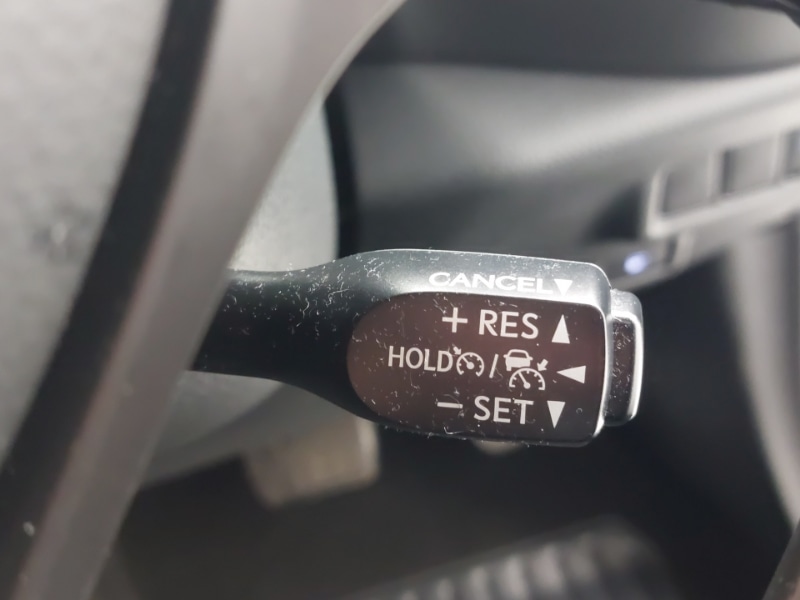 CANCEL▼
+ RES ▲
HOLD / ◄
− SET ▼